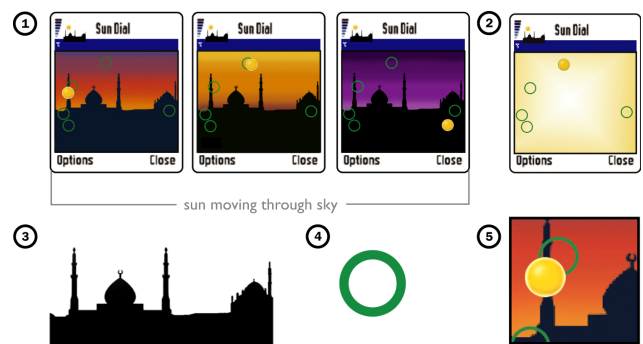 1
2
Sun Dial
Sun Dial
Sun Dial
Sun Dial
Options Close
Options Close
Options Close
Options Close
sun moving through sky
3
4
5